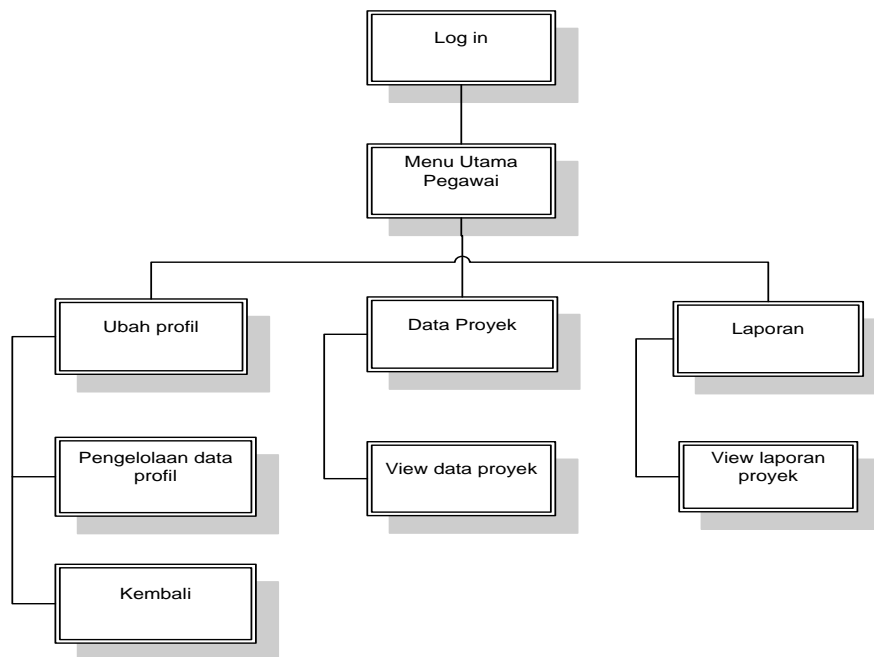 Log in
Menu Utama
Pegawai
Ubah profil
Data Proyek
Laporan
Pengelolaan data
profil
View data proyek
View laporan
proyek
Kembali